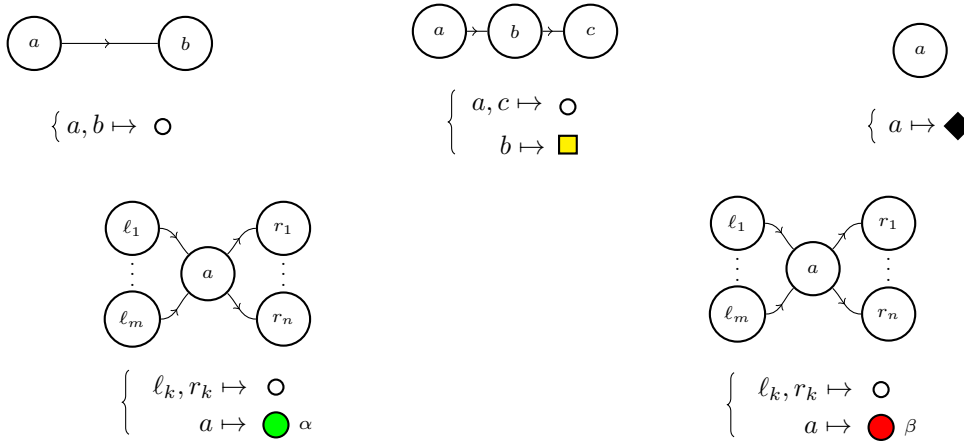 a b
a b c
a
{ a, b ↦
{ a, c ↦
b ↦
{ a ↦
ℓ₁ r₁
a
ℓₘ rₙ
ℓ₁ r₁
a
ℓₘ rₙ
{ ℓₖ, rₖ ↦
a ↦ α
{ ℓₖ, rₖ ↦
a ↦ β